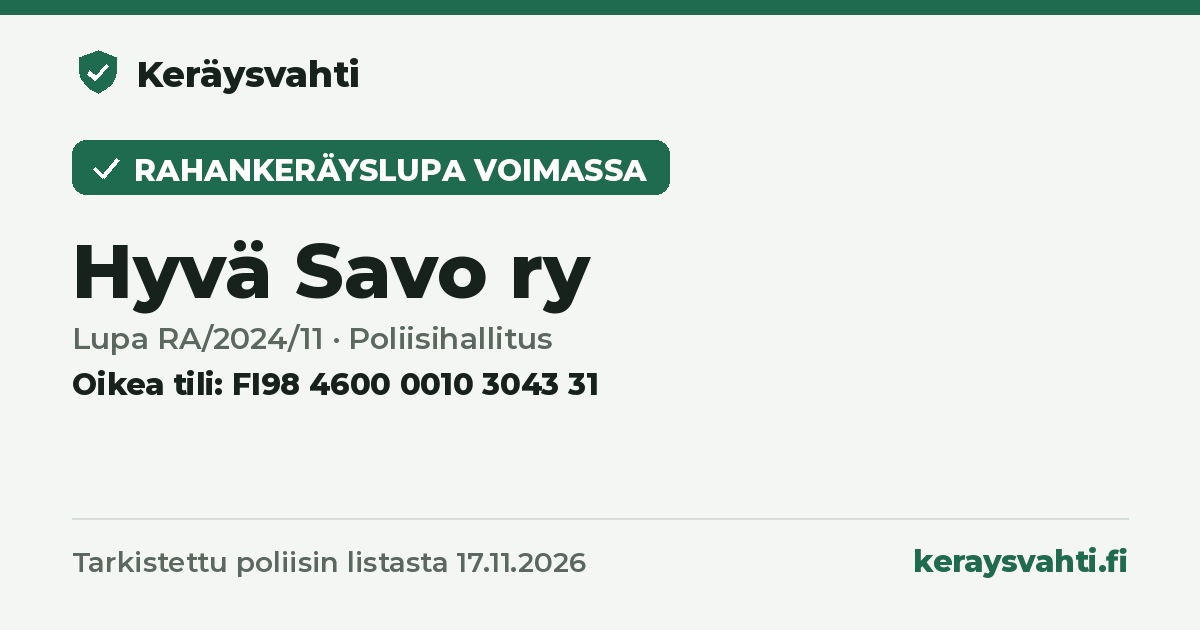 Keräysvahti
RAHANKERÄYSLUPA VOIMASSA
Hyvä Savo ry
Lupa RA/2024/11 · Poliisihallitus
Oikea tili: FI98 4600 0010 3043 31
Tarkistettu poliisin listasta 17.11.2026
keraysvahti.fi